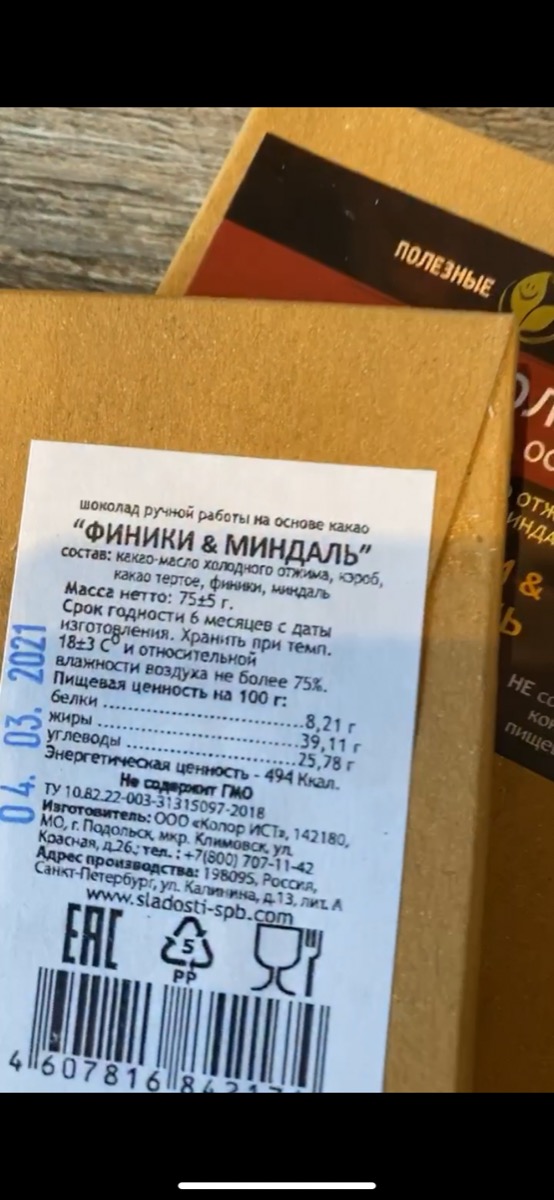 ПОЛЕЗНЫЕ
шоколад ручной работы на основе какао
“ФИНИКИ & МИНДАЛЬ”
состав: какао-масло холодного отжима, кэроб,
какао тертое, финики, миндаль
Масса нетто: 75±5 г.
Срок годности 6 месяцев с даты
изготовления. Хранить при темп.
18±3 С° и относительной
влажности воздуха не более 75%.
Пищевая ценность на 100 г:
белки ........................8,21 г
жиры ........................39,11 г
углеводы ....................25,78 г
Энергетическая ценность - 494 Ккал.
Не содержит ГМО
ТУ 10.82.22-003-31315097-2018
Изготовитель: ООО «Колор ИСТ», 142180,
МО, г. Подольск, мкр. Климовск, ул.
Красная, д.26.; тел. : +7(800) 707-11-42
Адрес производства: 198095, Россия,
Санкт-Петербург, ул. Калинина, д.13, лит. А
www.sladosti-spb.com
04. 03. 2021
EAC
5
PP
4 607816
&
НЕ